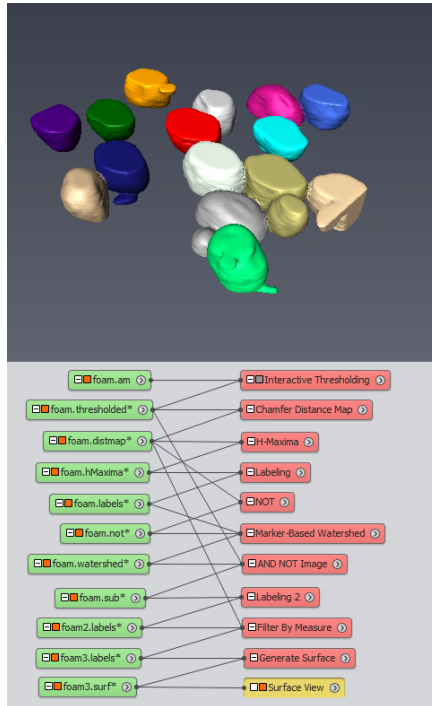 foam.am
Interactive Thresholding
foam.thresholded*
Chamfer Distance Map
foam.distmap*
H-Maxima
foam.hMaxima*
Labeling
foam.labels*
NOT
foam.not*
Marker-Based Watershed
foam.watershed*
AND NOT Image
foam.sub*
Labeling 2
foam2.labels*
Filter By Measure
foam3.labels*
Generate Surface
foam3.surf*
Surface View